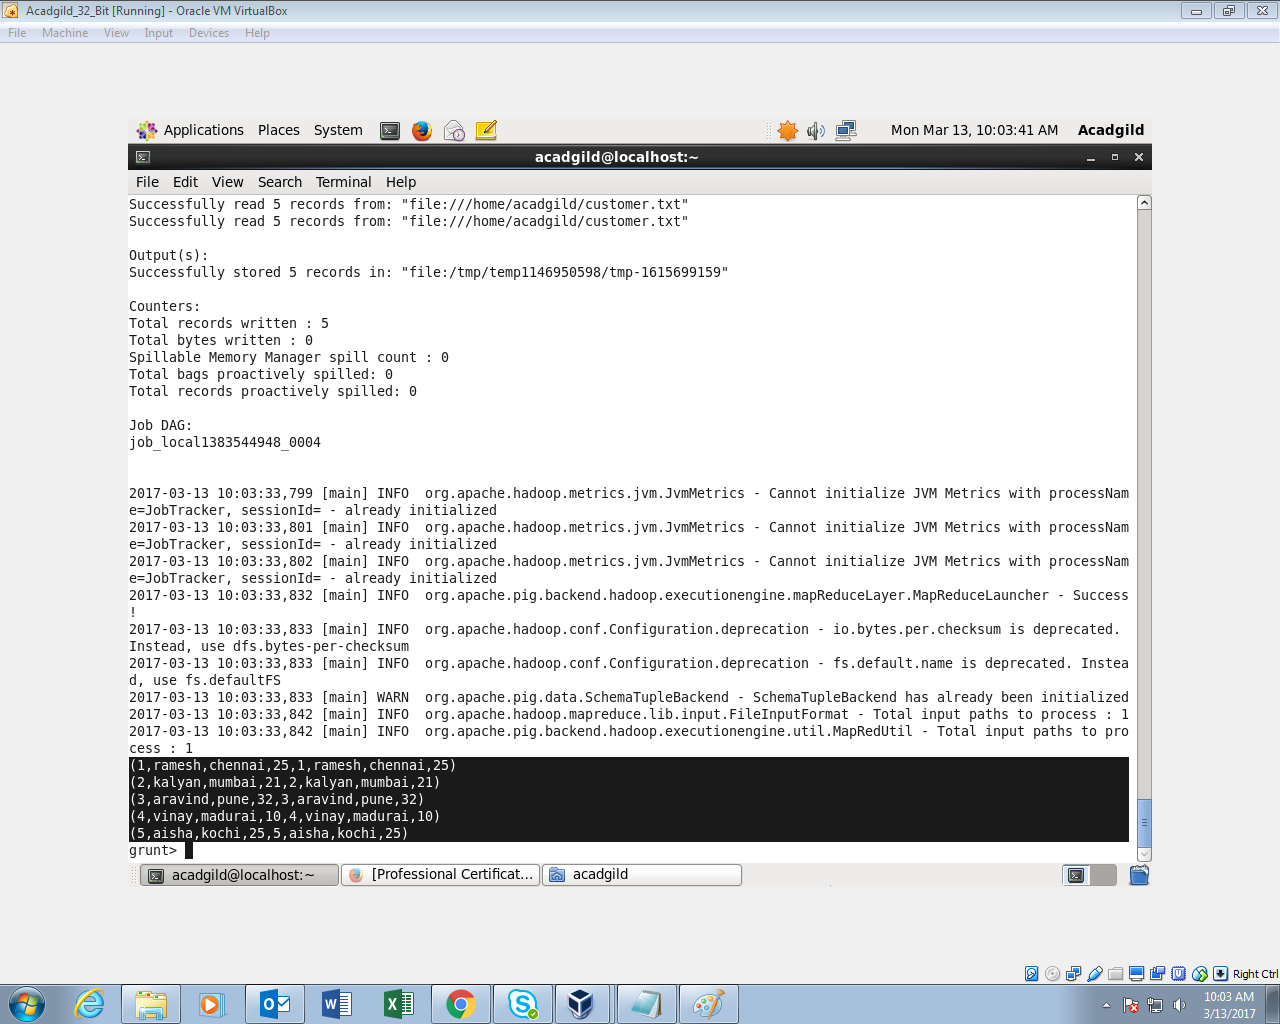 Acadgild_32_Bit [Running] - Oracle VM VirtualBox
File Machine View Input Devices Help
Applications Places System Mon Mar 13, 10:03:41 AM Acadgild
acadgild@localhost:~
File Edit View Search Terminal Help
Successfully read 5 records from: "file:///home/acadgild/customer.txt"
Successfully read 5 records from: "file:///home/acadgild/customer.txt"
Output(s):
Successfully stored 5 records in: "file:/tmp/temp1146950598/tmp-1615699159"
Counters:
Total records written : 5
Total bytes written : 0
Spillable Memory Manager spill count : 0
Total bags proactively spilled: 0
Total records proactively spilled: 0
Job DAG:
job_local1383544948_0004
2017-03-13 10:03:33,799 [main] INFO  org.apache.hadoop.metrics.jvm.JvmMetrics - Cannot initialize JVM Metrics with processNam
e=JobTracker, sessionId= - already initialized
2017-03-13 10:03:33,801 [main] INFO  org.apache.hadoop.metrics.jvm.JvmMetrics - Cannot initialize JVM Metrics with processNam
e=JobTracker, sessionId= - already initialized
2017-03-13 10:03:33,802 [main] INFO  org.apache.hadoop.metrics.jvm.JvmMetrics - Cannot initialize JVM Metrics with processNam
e=JobTracker, sessionId= - already initialized
2017-03-13 10:03:33,832 [main] INFO  org.apache.pig.backend.hadoop.executionengine.mapReduceLayer.MapReduceLauncher - Success
!
2017-03-13 10:03:33,833 [main] INFO  org.apache.hadoop.conf.Configuration.deprecation - io.bytes.per.checksum is deprecated.
Instead, use dfs.bytes-per-checksum
2017-03-13 10:03:33,833 [main] INFO  org.apache.hadoop.conf.Configuration.deprecation - fs.default.name is deprecated. Instea
d, use fs.defaultFS
2017-03-13 10:03:33,833 [main] WARN  org.apache.pig.data.SchemaTupleBackend - SchemaTupleBackend has already been initialized
2017-03-13 10:03:33,842 [main] INFO  org.apache.hadoop.mapreduce.lib.input.FileInputFormat - Total input paths to process : 1
2017-03-13 10:03:33,842 [main] INFO  org.apache.pig.backend.hadoop.executionengine.util.MapRedUtil - Total input paths to pro
cess : 1
(1,ramesh,chennai,25,1,ramesh,chennai,25)
(2,kalyan,mumbai,21,2,kalyan,mumbai,21)
(3,aravind,pune,32,3,aravind,pune,32)
(4,vinay,madurai,10,4,vinay,madurai,10)
(5,aisha,kochi,25,5,aisha,kochi,25)
grunt>
acadgild@localhost:~ [Professional Certificat... acadgild
Right Ctrl
10:03 AM
3/13/2017